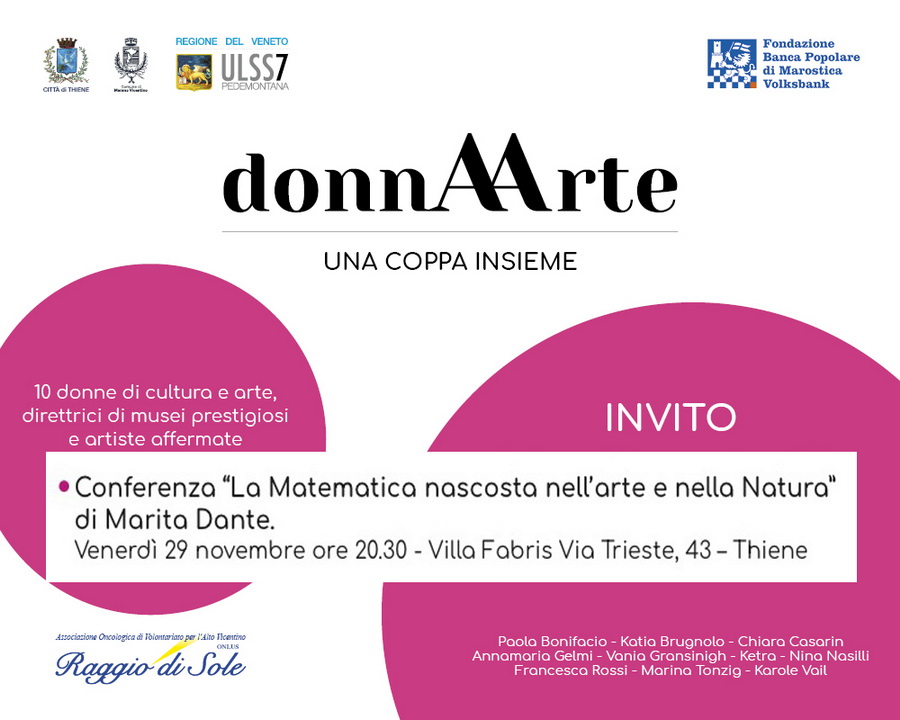 CITTÀ di THIENE
REGIONE DEL VENETO
ULSS7
PEDEMONTANA
Fondazione
Banca Popolare
di Marostica
Volksbank
donnAArte
UNA COPPA INSIEME
10 donne di cultura e arte,
direttrici di musei prestigiosi
e artiste affermate
INVITO
• Conferenza “La Matematica nascosta nell’arte e nella Natura”
di Marita Dante.
Venerdì 29 novembre ore 20.30 - Villa Fabris Via Trieste, 43 – Thiene
Associazione Oncologica di Volontariato per l'Alto Vicentino
ONLUS
Raggio di Sole
Paola Bonifacio - Katia Brugnolo - Chiara Casarin
Annamaria Gelmi - Vania Gransinigh - Ketra - Nina Nasilli
Francesca Rossi - Marina Tonzig - Karole Vail